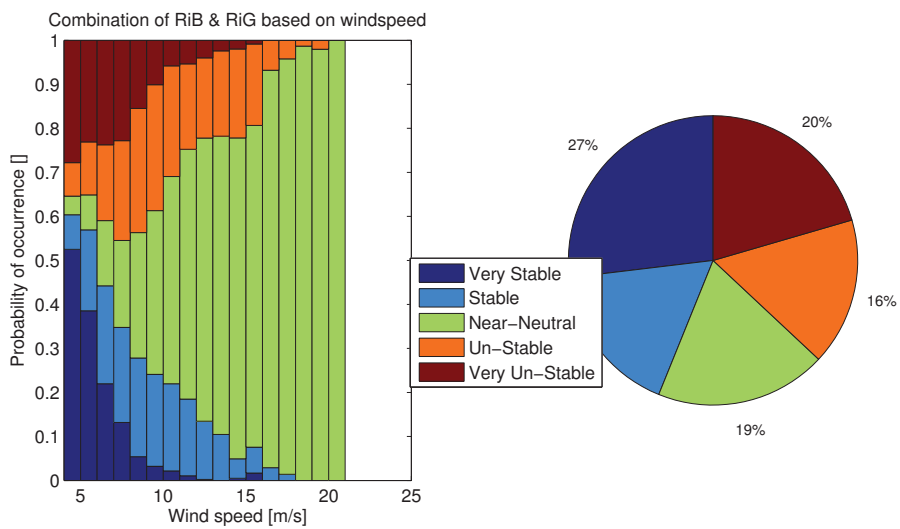 Combination of RiB & RiG based on windspeed
Probability of occurrence []
1
0.9
0.8
0.7
0.6
0.5
0.4
0.3
0.2
0.1
0
5
10
15
20
25
Wind speed [m/s]
Very Stable
Stable
Near-Neutral
Un-Stable
Very Un-Stable
27%
20%
16%
19%